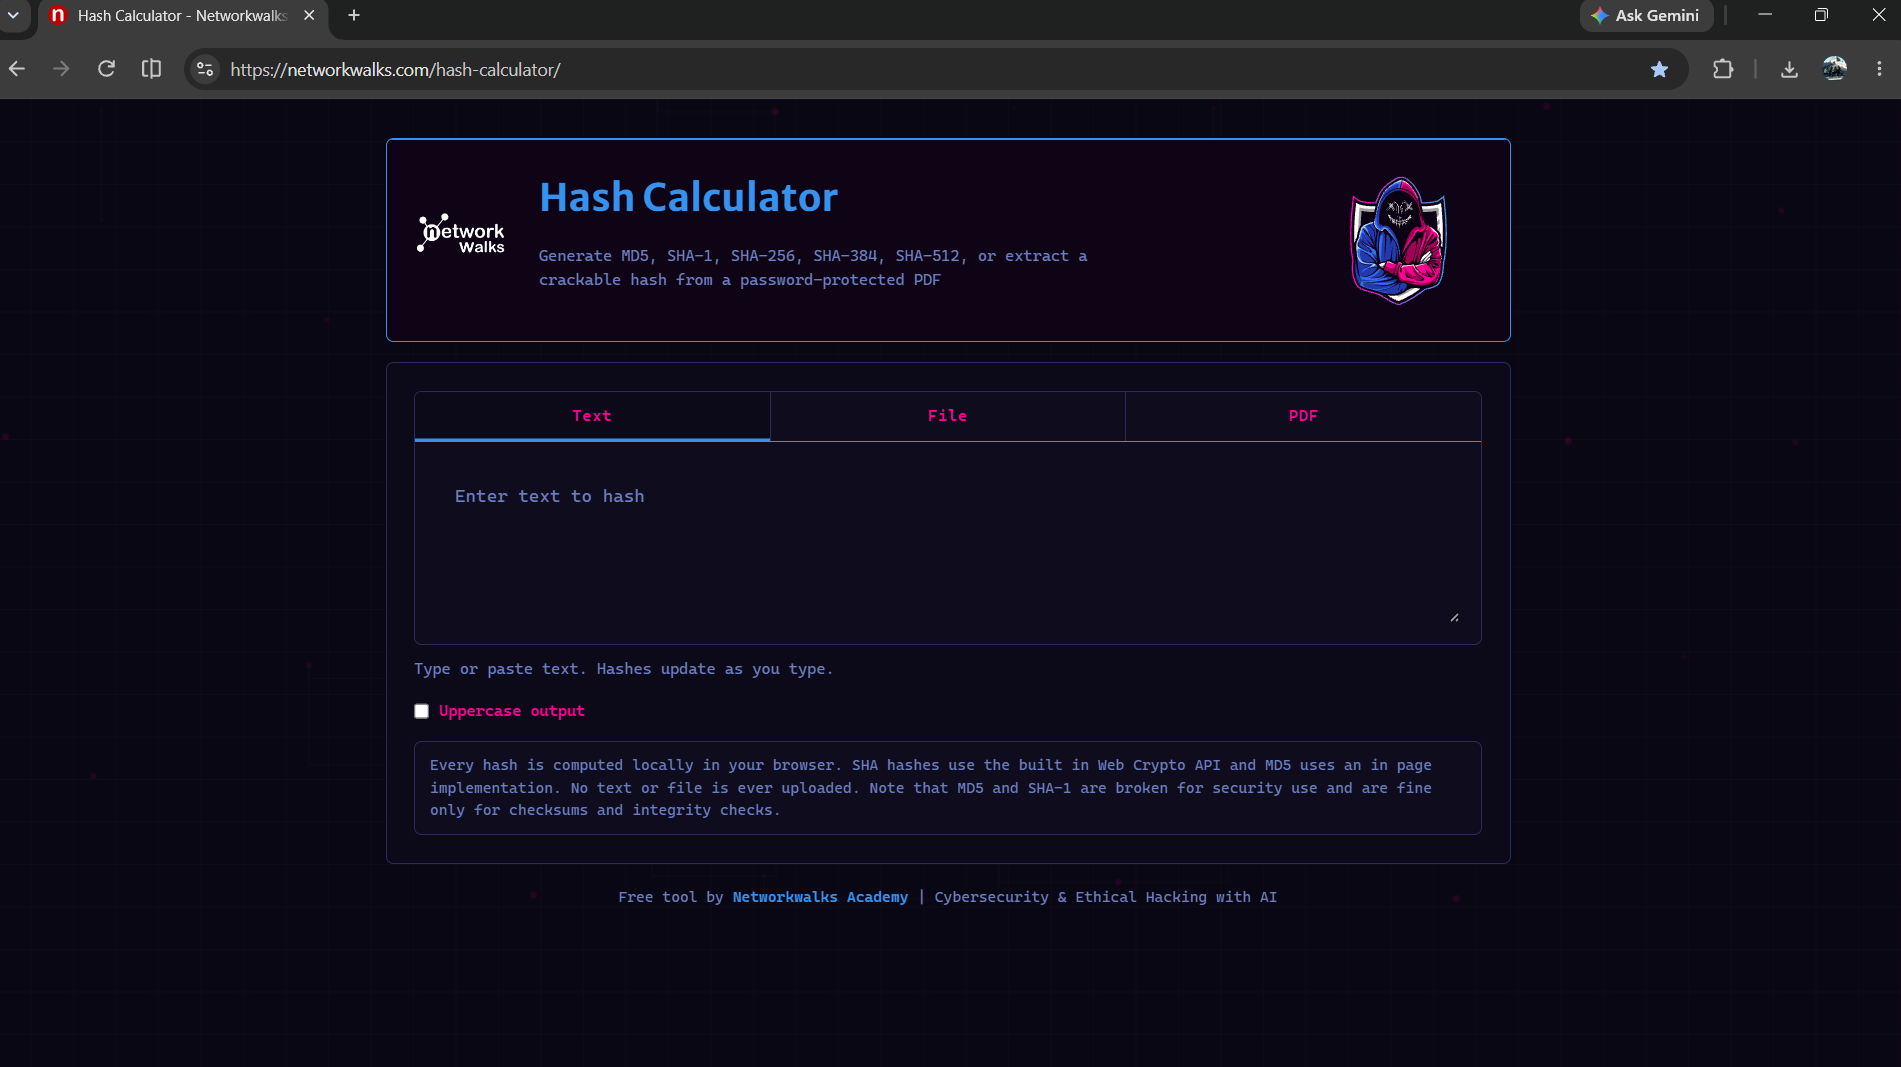 Hash Calculator - Networkwalks
Ask Gemini
https://networkwalks.com/hash-calculator/
network
Walks
Hash Calculator
Generate MD5, SHA-1, SHA-256, SHA-384, SHA-512, or extract a
crackable hash from a password-protected PDF
Text
File
PDF
Enter text to hash
Type or paste text. Hashes update as you type.
Uppercase output
Every hash is computed locally in your browser. SHA hashes use the built in Web Crypto API and MD5 uses an in page
implementation. No text or file is ever uploaded. Note that MD5 and SHA-1 are broken for security use and are fine
only for checksums and integrity checks.
Free tool by Networkwalks Academy | Cybersecurity & Ethical Hacking with AI